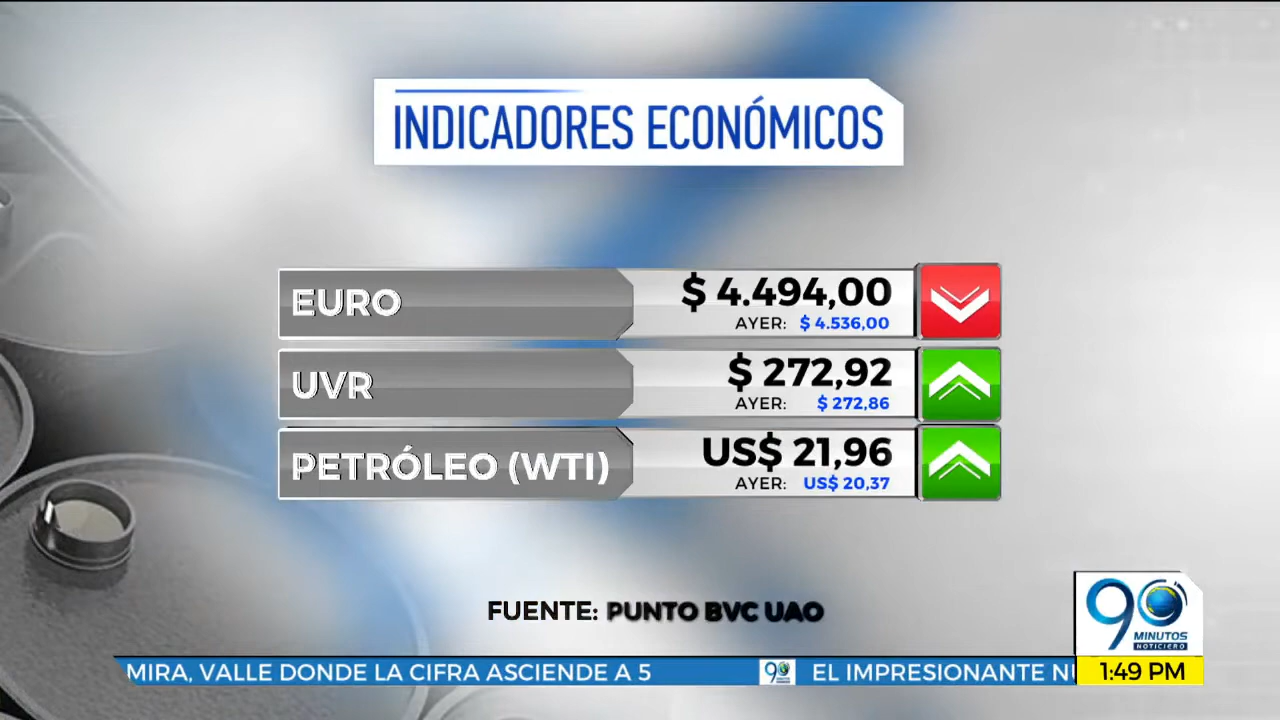 INDICADORES ECONÓMICOS
EURO
$ 4.494,00
AYER: $ 4.536,00
UVR
$ 272,92
AYER: $ 272,86
PETRÓLEO (WTI)
US$ 21,96
AYER: US$ 20,37
FUENTE: PUNTO BVC UAO
90
MINUTOS
NOTICIERO
MIRA, VALLE DONDE LA CIFRA ASCIENDE A 5
90
MINUTOS
EL IMPRESIONANTE
1:49 PM